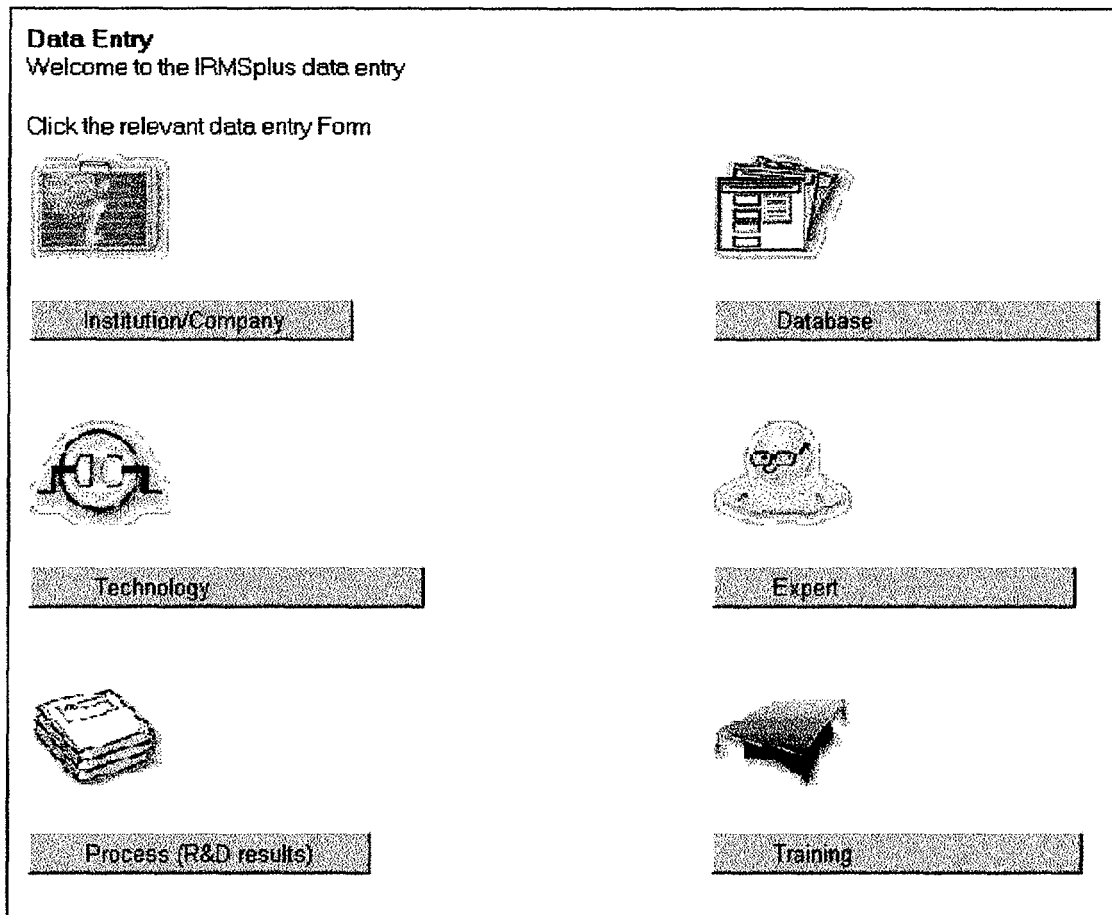 Data Entry
Welcome to the IRMSplus data entry
Click the relevant data entry Form
Institution/Company
Database
Technology
Expert
Process (R&D results)
Training